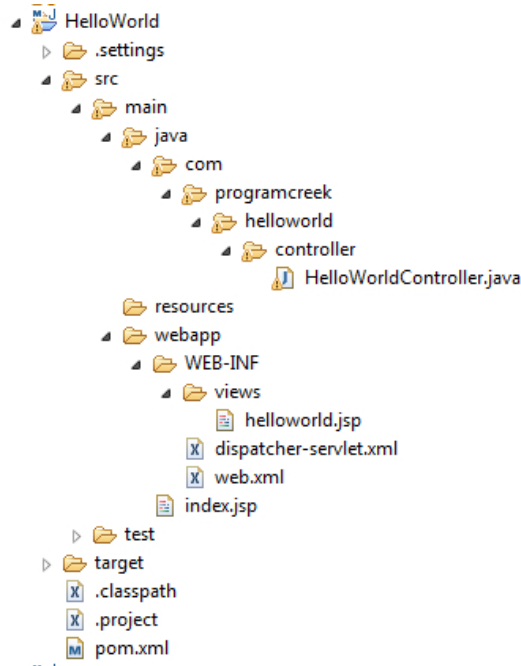 HelloWorld
.settings
src
main
java
com
programcreek
helloworld
controller
HelloWorldController.java
resources
webapp
WEB-INF
views
helloworld.jsp
dispatcher-servlet.xml
web.xml
index.jsp
test
target
.classpath
.project
pom.xml